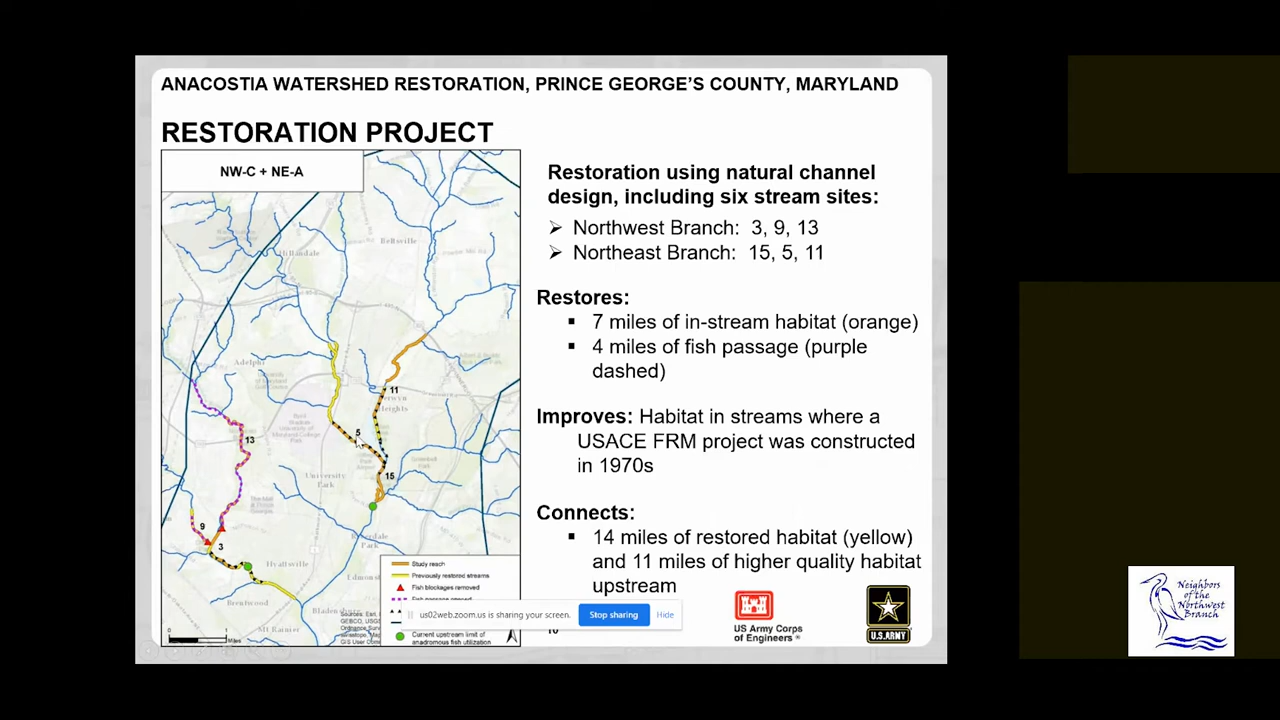 ANACOSTIA WATERSHED RESTORATION, PRINCE GEORGE'S COUNTY, MARYLAND
RESTORATION PROJECT
NW-C + NE-A
Hillandale
Beltsville
Adelphi
11
13
5
15
University
Park
9
3
Hyattsville
Brentwood
Mt Rainier
Study reach
Previously restored streams
Fish blockages removed
Current upstream limit of
anadromous fish utilization
Miles
Restoration using natural channel
design, including six stream sites:
Northwest Branch: 3, 9, 13
Northeast Branch: 15, 5, 11
Restores:
7 miles of in-stream habitat (orange)
4 miles of fish passage (purple
dashed)
Improves: Habitat in streams where a
USACE FRM project was constructed
in 1970s
Connects:
14 miles of restored habitat (yellow)
and 11 miles of higher quality habitat
upstream
us02web.zoom.us is sharing your screen.
Stop sharing
Hide
US Army Corps
of Engineers ®
U.S. ARMY
Neighbors
of the
Northwest
Branch